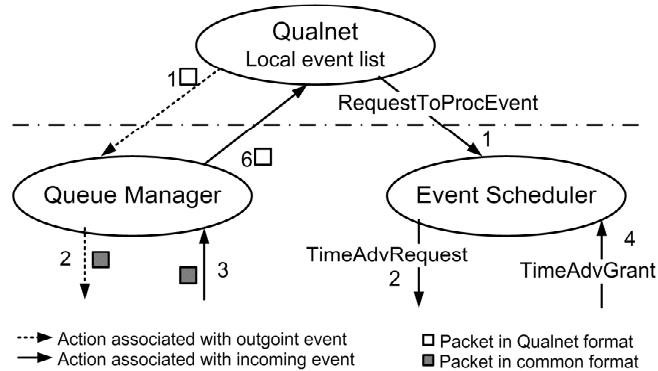 Qualnet
Local event list
1
RequestToProcEvent
1
6
Queue Manager
Event Scheduler
2
3
TimeAdvRequest
2
4
TimeAdvGrant
Action associated with outgoint event
Action associated with incoming event
Packet in Qualnet format
Packet in common format